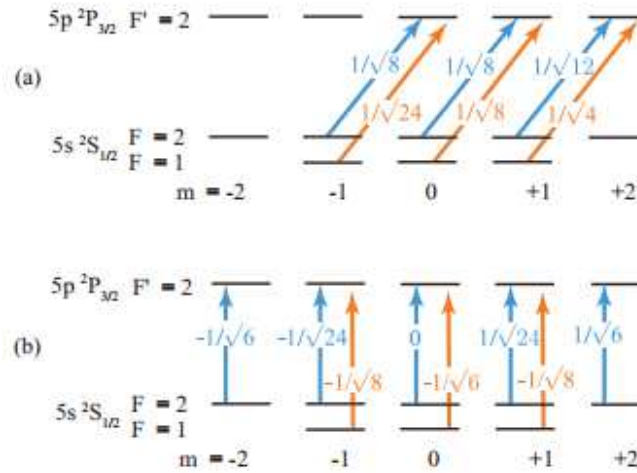 5p ²P₃/₂ F' = 2
(a)
1/√8 1/√8 1/√12
1/√24 1/√8 1/√4
5s ²S₁/₂ F = 2
F = 1
m = -2 -1 0 +1 +2
5p ²P₃/₂ F' = 2
(b)
-1/√6 -1/√24 0 1/√24 1/√6
-1/√8 -1/√6 -1/√8
5s ²S₁/₂ F = 2
F = 1
m = -2 -1 0 +1 +2